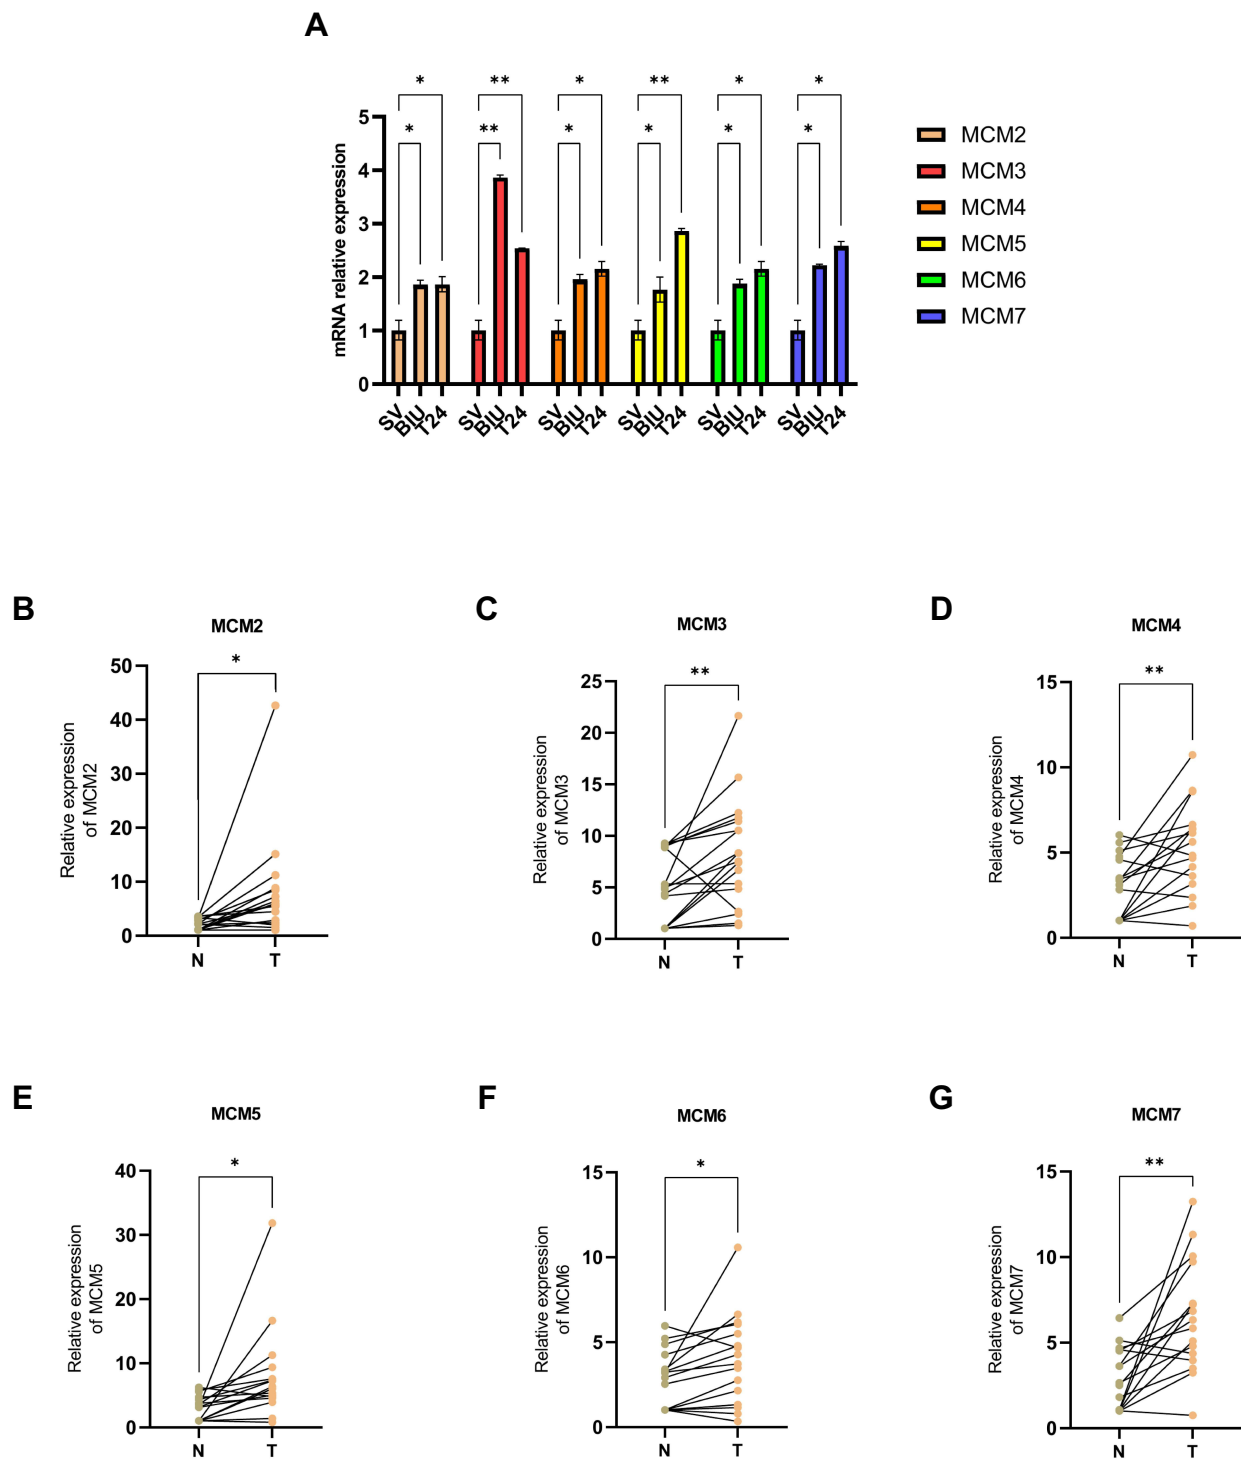 A
* ** * ** * *
* ** * * * *
mRNA relative expression
5
4
3
2
1
0
SV BIU T24 SV BIU T24 SV BIU T24 SV BIU T24 SV BIU T24 SV BIU T24
MCM2
MCM3
MCM4
MCM5
MCM6
MCM7
B
MCM2
*
Relative expression
of MCM2
50
40
30
20
10
0
N T
C
MCM3
**
Relative expression
of MCM3
25
20
15
10
5
0
N T
D
MCM4
**
Relative expression
of MCM4
15
10
5
0
N T
E
MCM5
*
Relative expression
of MCM5
40
30
20
10
0
N T
F
MCM6
*
Relative expression
of MCM6
15
10
5
0
N T
G
MCM7
**
Relative expression
of MCM7
15
10
5
0
N T